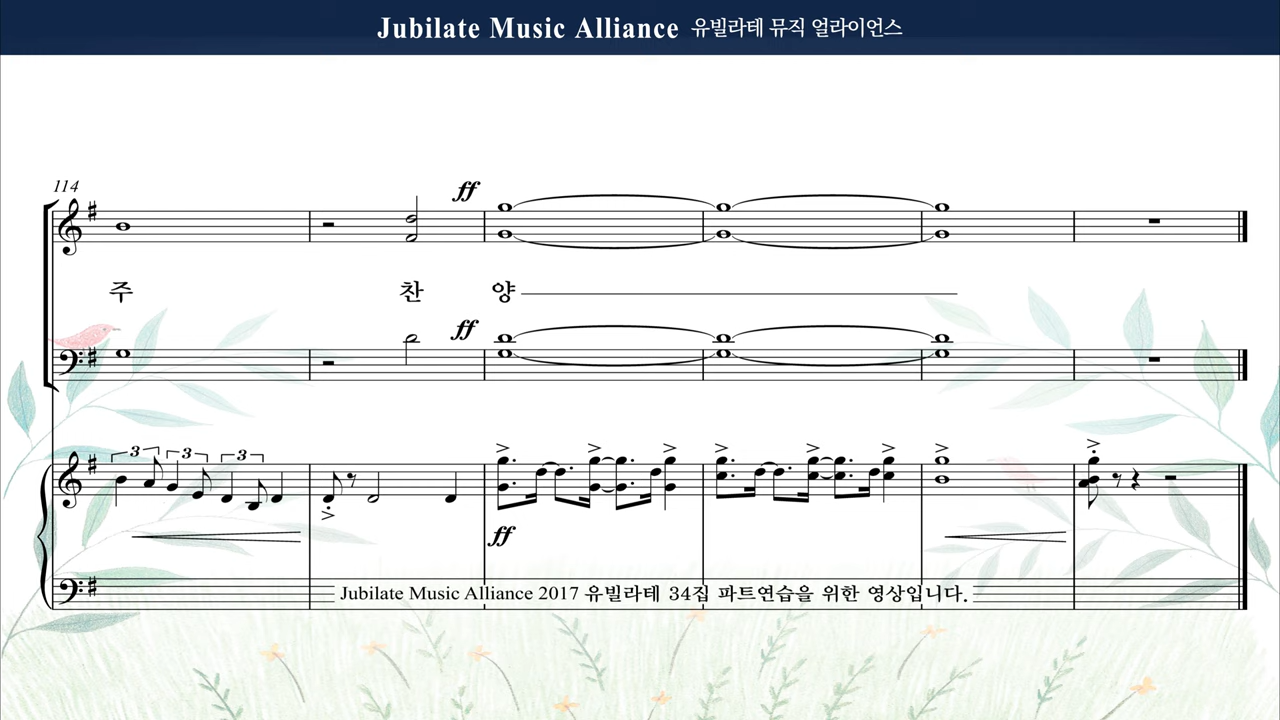 Jubilate Music Alliance 유빌라테 뮤직 얼라이언스
114
ff
주 찬 양
ff
3 3 3
ff
Jubilate Music Alliance 2017 유빌라테 34집 파트연습을 위한 영상입니다.